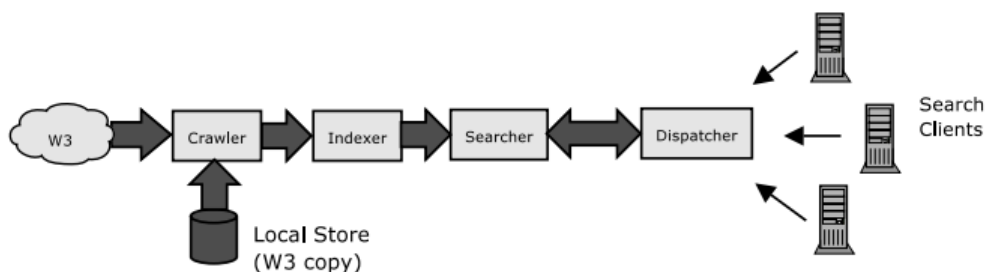 W3
Crawler
Indexer
Searcher
Dispatcher
Search
Clients
Local Store
(W3 copy)